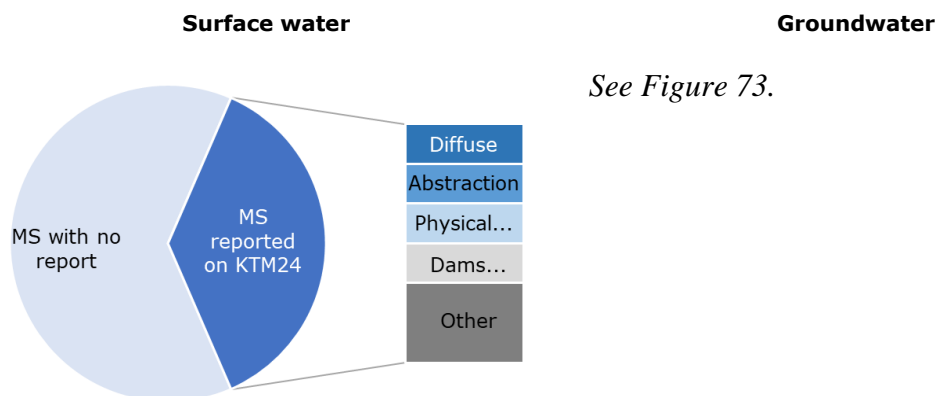 Surface water
Groundwater
See Figure 73.
MS with no
report
MS
reported
on KTM24
Diffuse
Abstraction
Physical...
Dams...
Other